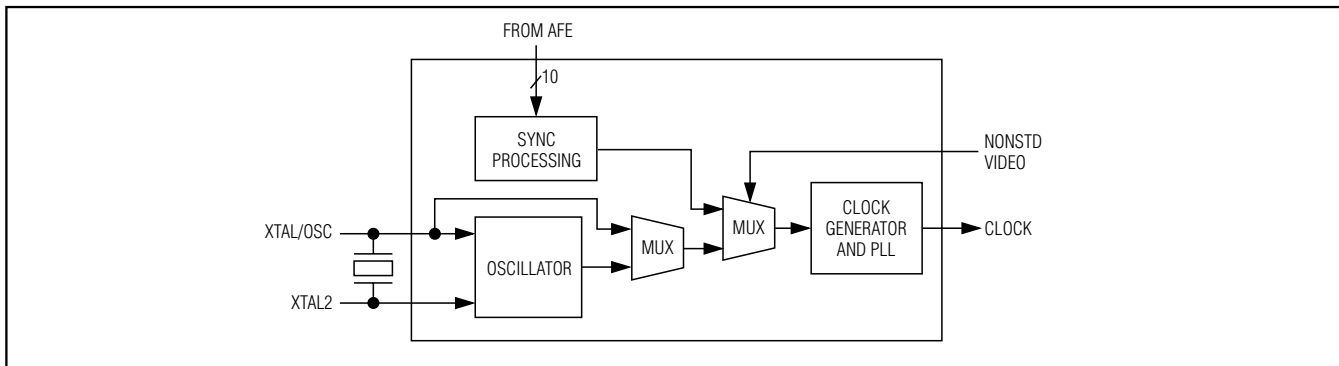 FROM AFE
10
SYNC
PROCESSING
NONSTD
VIDEO
XTAL/OSC
XTAL2
OSCILLATOR
MUX
MUX
CLOCK
GENERATOR
AND PLL
CLOCK